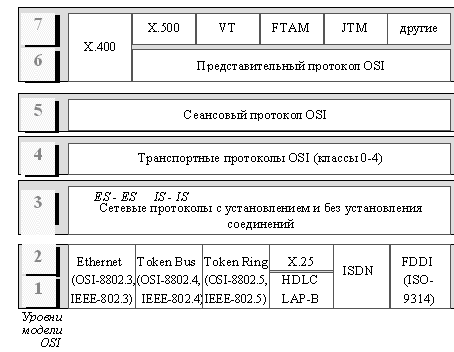 7
X.400
X.500
VT
FTAM
JTM
другие
6
Представительный протокол OSI
5
Сеансовый протокол OSI
4
Транспортные протоколы OSI (классы 0-4)
3
ES - ES IS - IS
Сетевые протоколы с установлением и без установления
соединений
2
1
Ethernet
(OSI-8802.3,
IEEE-802.3)
Token Bus
(OSI-8802.4,
IEEE-802.4)
Token Ring
(OSI-8802.5,
IEEE-802.5)
X.25
HDLC
LAP-B
ISDN
FDDI
(ISO-
9314)
Уровни
модели
OSI